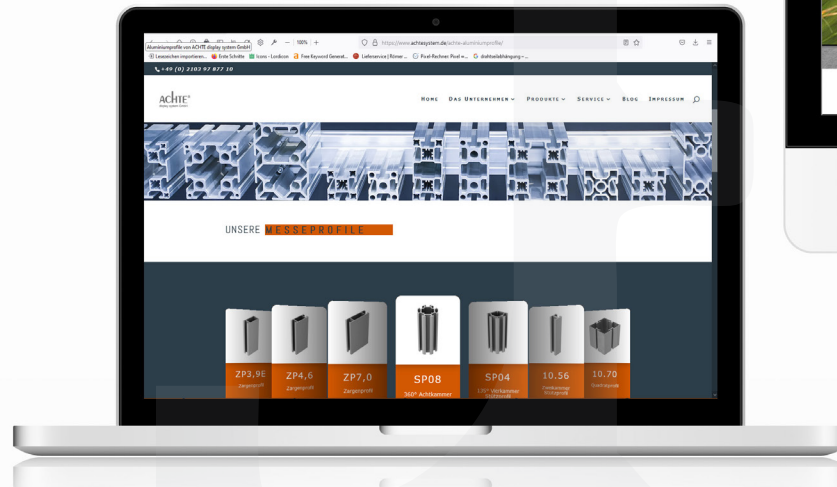 Aluminiumprofile von ACHTE display system GmbH
100%
https://www.achtesystem.de/achte-aluminiumprofile/
Lesezeichen importieren... Erste Schritte Icons - Lordicon Free Keyword Generat... Lieferservice | Römer ... Pixel-Rechner: Pixel w... drahtseilabhängung - ...
+49 (0) 2103 97 877 10
ACHTE®
display system GmbH
HOME DAS UNTERNEHMEN PRODUKTE SERVICE BLOG IMPRESSUM
UNSERE MESSEPROFILE
ZP3,9E ZP4,6 ZP7,0 SP08 SP04 10.56 10.70
Zargenprofil Zargenprofil Zargenprofil 360° Achtkammer